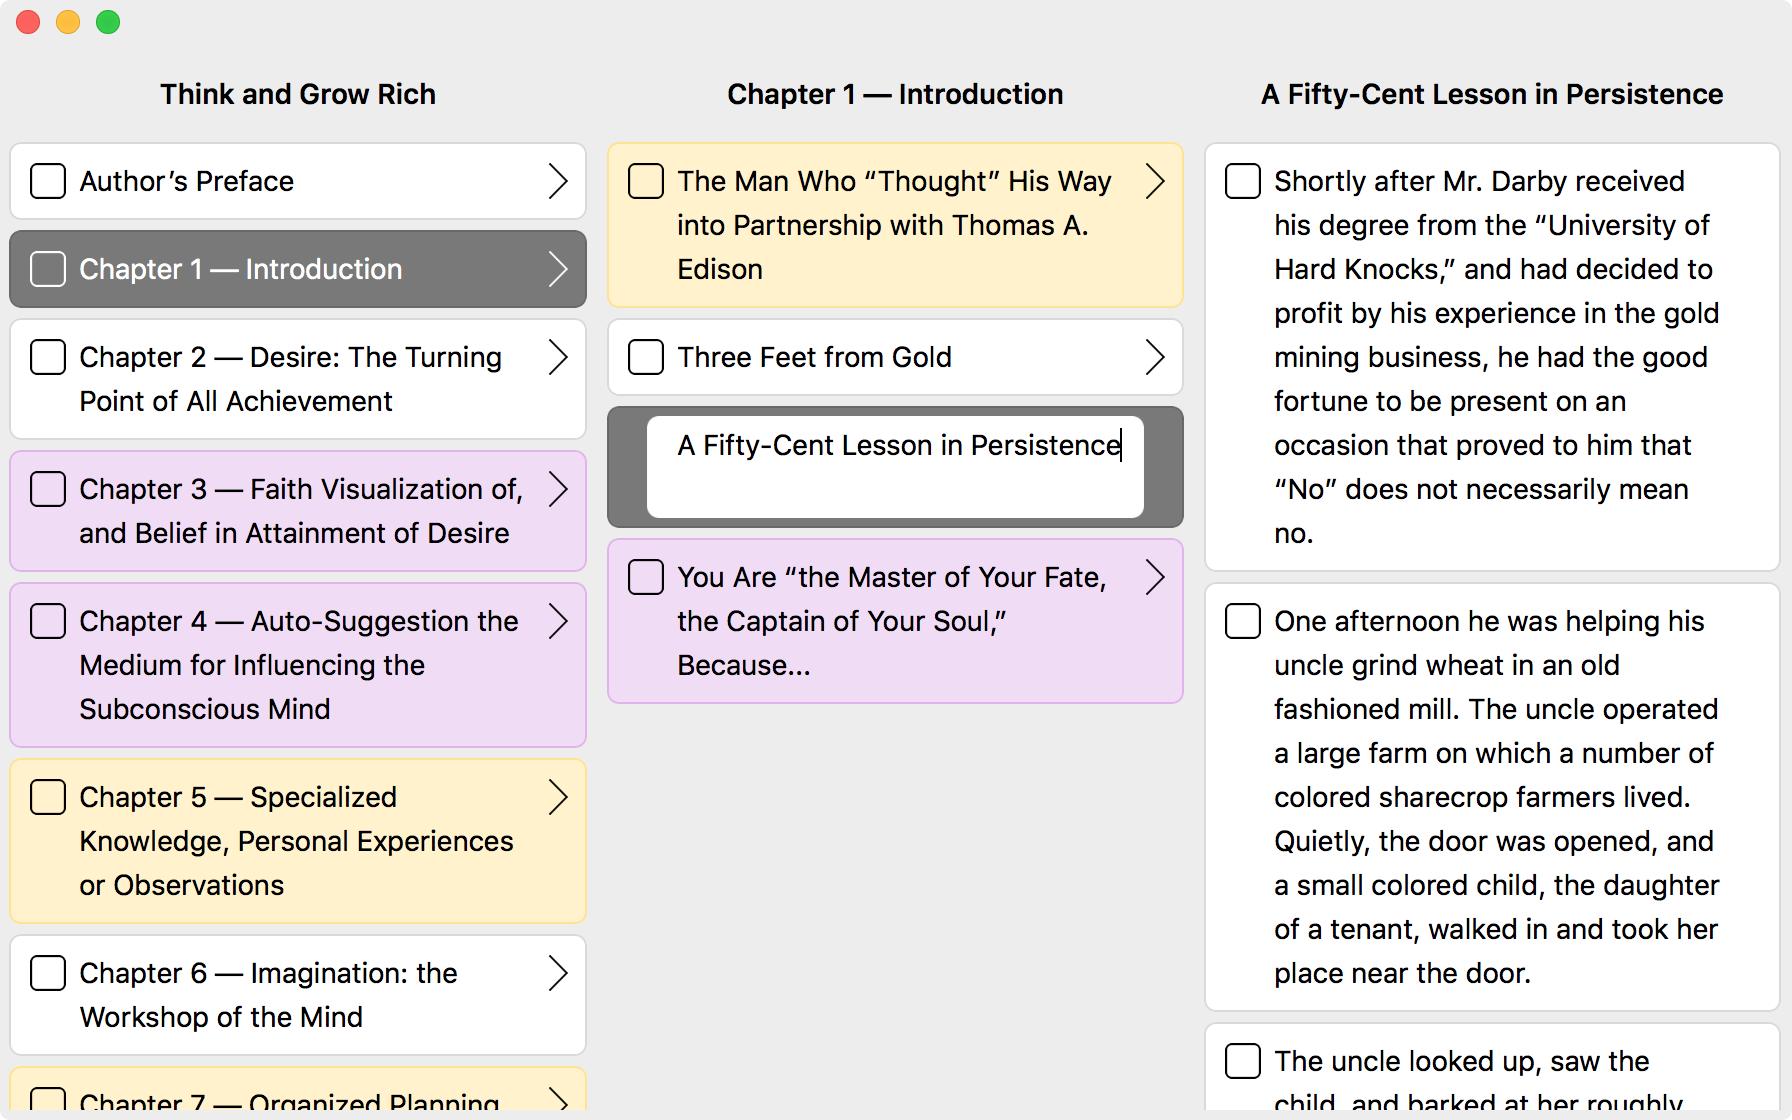 Think and Grow Rich
Author’s Preface
Chapter 1 — Introduction
Chapter 2 — Desire: The Turning
Point of All Achievement
Chapter 3 — Faith Visualization of,
and Belief in Attainment of Desire
Chapter 4 — Auto-Suggestion the
Medium for Influencing the
Subconscious Mind
Chapter 5 — Specialized
Knowledge, Personal Experiences
or Observations
Chapter 6 — Imagination: the
Workshop of the Mind
Chapter 7 — Organized Planning
Chapter 1 — Introduction
The Man Who “Thought” His Way
into Partnership with Thomas A.
Edison
Three Feet from Gold
A Fifty-Cent Lesson in Persistence
You Are “the Master of Your Fate,
the Captain of Your Soul,”
Because...
A Fifty-Cent Lesson in Persistence
Shortly after Mr. Darby received
his degree from the “University of
Hard Knocks,” and had decided to
profit by his experience in the gold
mining business, he had the good
fortune to be present on an
occasion that proved to him that
“No” does not necessarily mean
no.
One afternoon he was helping his
uncle grind wheat in an old
fashioned mill. The uncle operated
a large farm on which a number of
colored sharecrop farmers lived.
Quietly, the door was opened, and
a small colored child, the daughter
of a tenant, walked in and took her
place near the door.
The uncle looked up, saw the
child, and barked at her roughly,